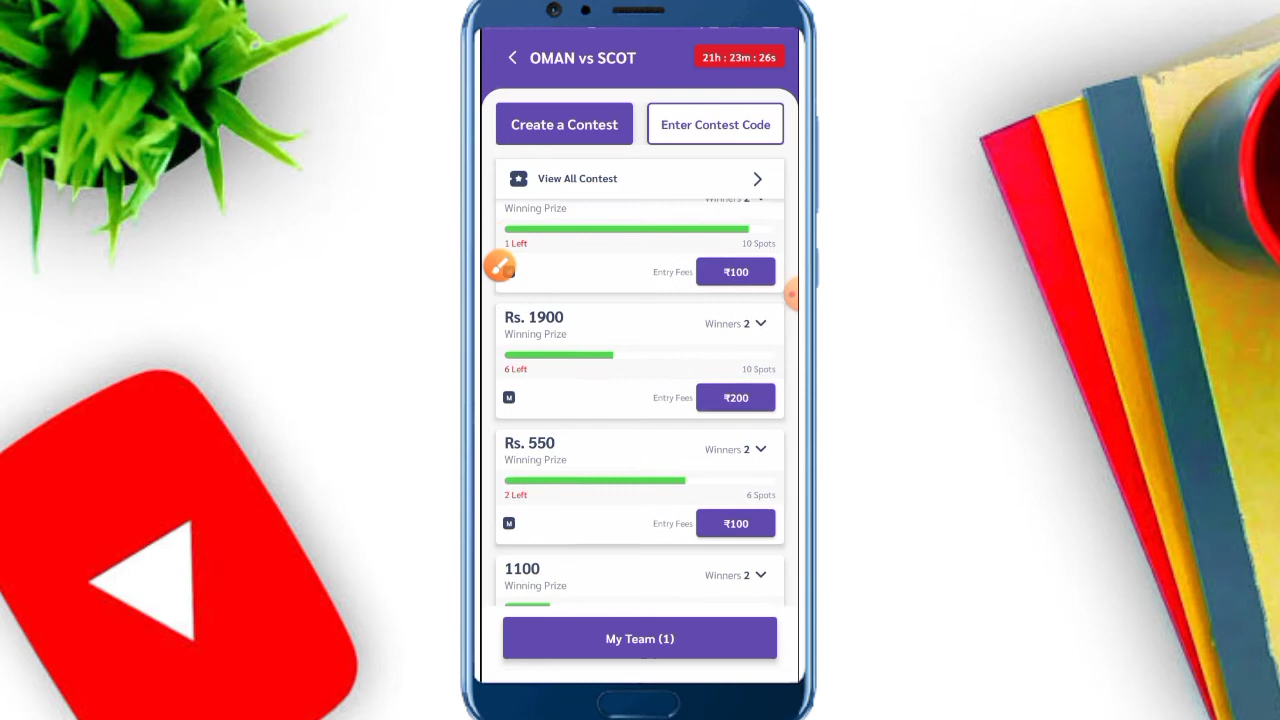 OMAN vs SCOT
21h : 23m : 26s
Create a Contest
Enter Contest Code
View All Contest
Winners 2
Winning Prize
1 Left
10 Spots
Entry Fees
₹100
Rs. 1900
Winners 2
Winning Prize
6 Left
10 Spots
M
Entry Fees
₹200
Rs. 550
Winners 2
Winning Prize
2 Left
6 Spots
M
Entry Fees
₹100
1100
Winners 2
Winning Prize
My Team (1)